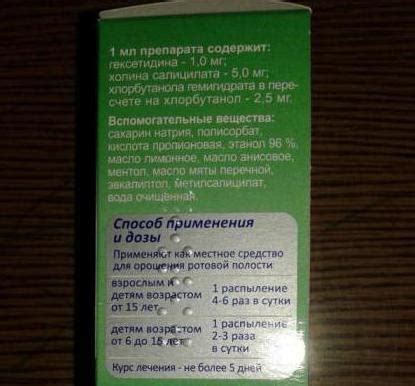 1 мл препарата содержит:
гексетидина - 1,0 мг;
холина салицилата - 5,0 мг;
хлорбутанола гемигидрата в пере-
счете на хлорбутанол - 2,5 мг.
Вспомогательные вещества:
сахарин натрия, полисорбат,
кислота пропионовая, этанол 96 %,
масло лимонное, масло анисовое,
ментол, масло мяты перечной,
эвкалиптол, метилсалицилат,
вода очищенная.
Способ применения
и дозы
Применяют как местное средство
для орошения ротовой полости
взрослым и
детям возрастом
от 15 лет
1 распыление
4-6 раз в сутки
детям возрастом
от 6 до 15 лет
1 распыление
2-3 раза
в сутки
Курс лечения - не более 5 дней